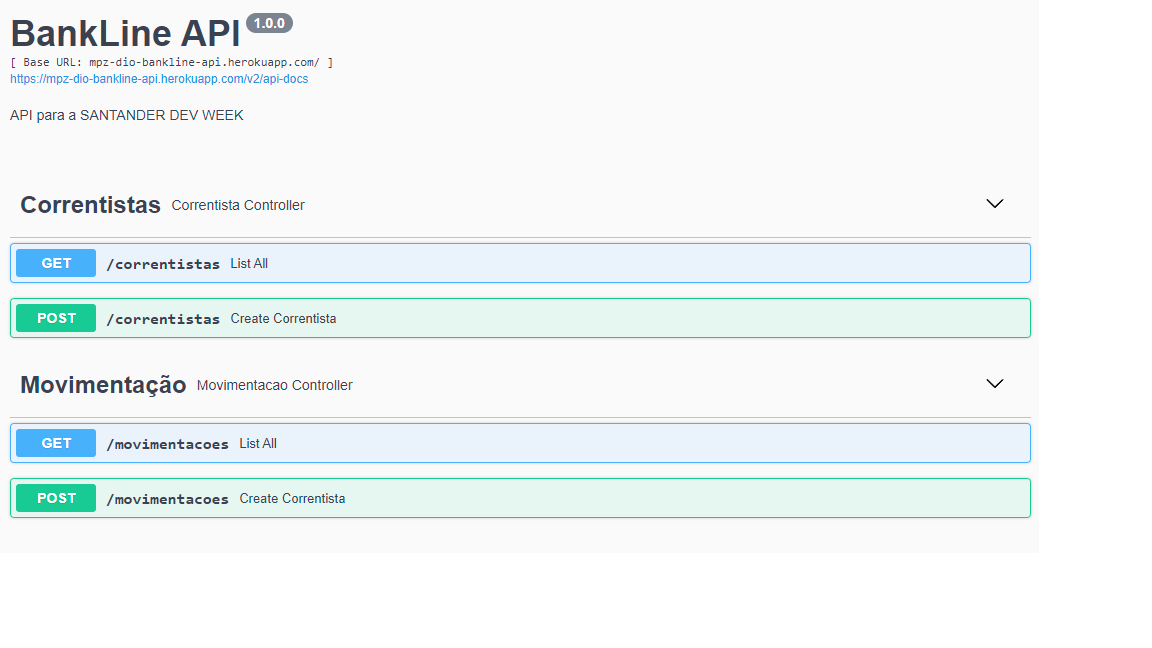 BankLine API 1.0.0
[ Base URL: mpz-dio-bankline-api.herokuapp.com/ ]
https://mpz-dio-bankline-api.herokuapp.com/v2/api-docs
API para a SANTANDER DEV WEEK
Correntistas Correntista Controller
GET /correntistas List All
POST /correntistas Create Correntista
Movimentação Movimentacao Controller
GET /movimentacoes List All
POST /movimentacoes Create Correntista